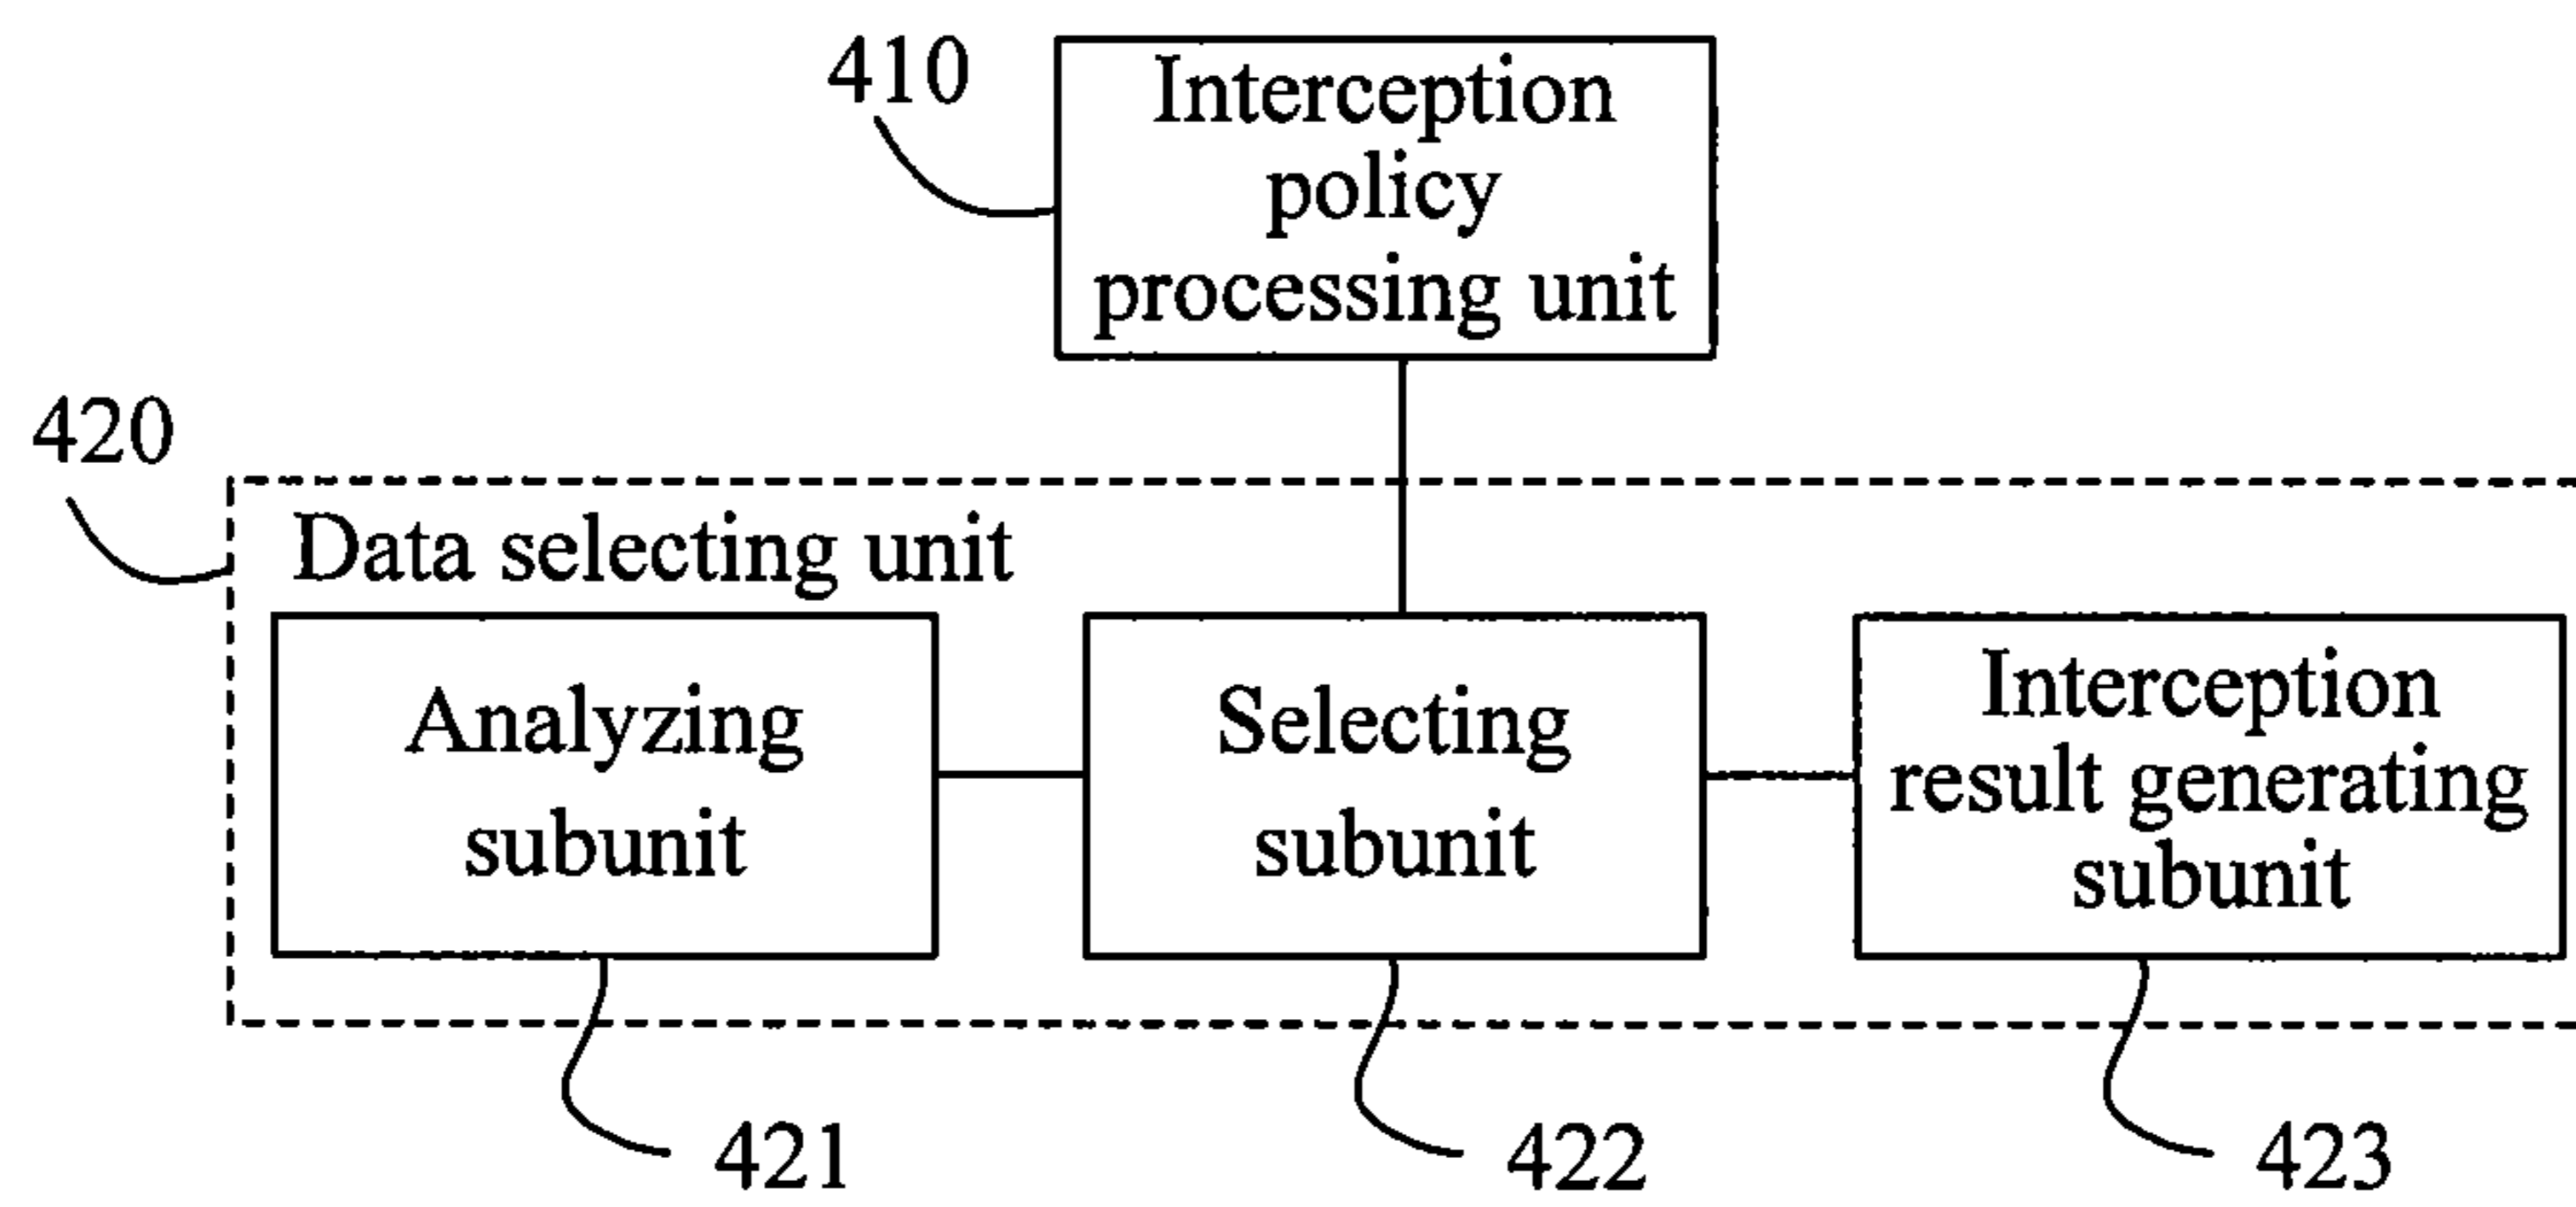 410
Interception
policy
processing unit
420
Data selecting unit
Analyzing
subunit
Selecting
subunit
Interception
result generating
subunit
421
422
423